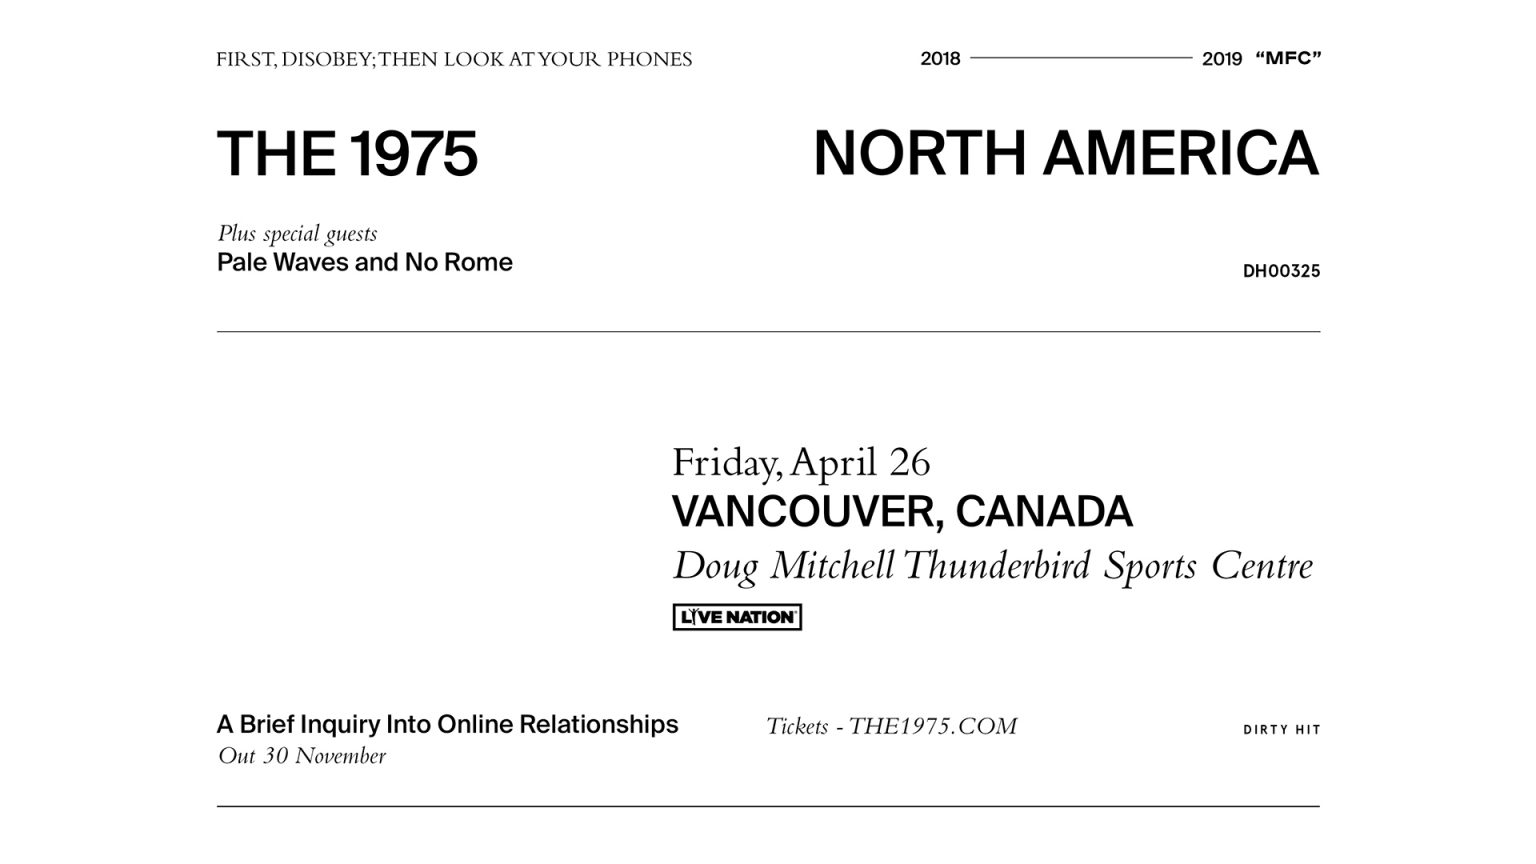 FIRST, DISOBEY; THEN LOOK AT YOUR PHONES
2018 2019 “MFC”
THE 1975
NORTH AMERICA
Plus special guests
Pale Waves and No Rome
DH00325
Friday, April 26
VANCOUVER, CANADA
Doug Mitchell Thunderbird Sports Centre
LIVE NATION
A Brief Inquiry Into Online Relationships
Out 30 November
Tickets - THE1975.COM
DIRTY HIT